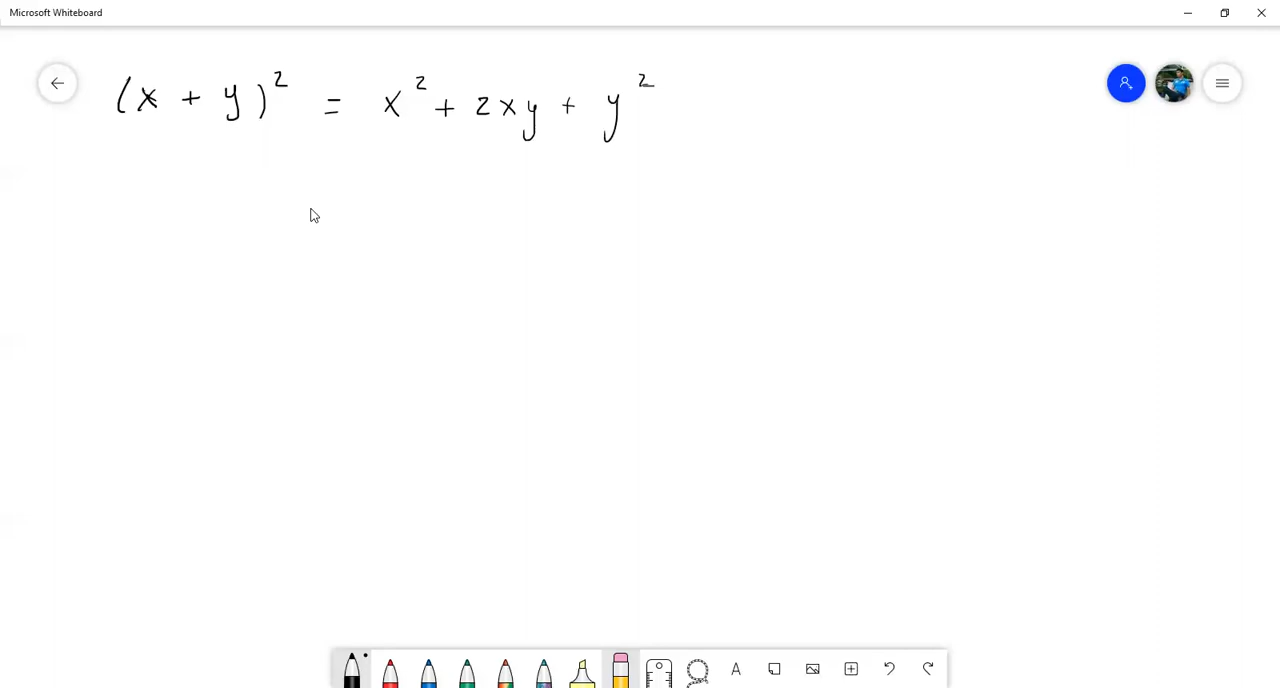 Microsoft Whiteboard
(x + y)² = x² + 2xy + y²
A